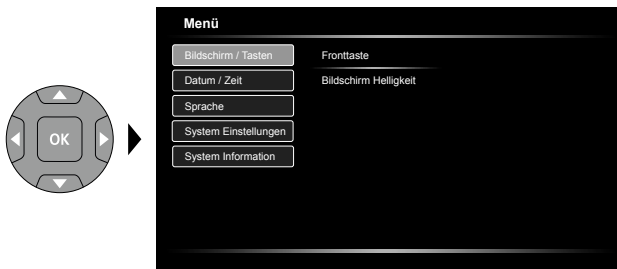 Menü
Bildschirm / Tasten
Fronttaste
Datum / Zeit
Bildschirm Helligkeit
Sprache
System Einstellungen
System Information
OK